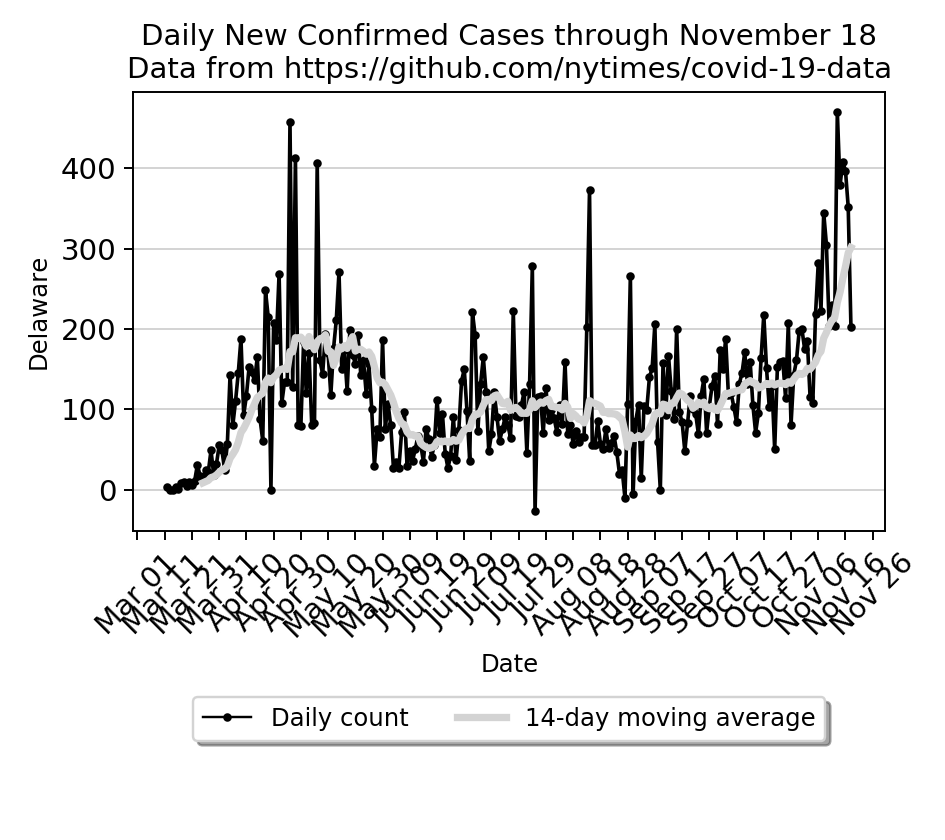 Daily New Confirmed Cases through November 18
Data from https://github.com/nytimes/covid-19-data
400
300
200
100
0
Delaware
Mar 01
Mar 11
Mar 21
Mar 31
Apr 10
Apr 20
Apr 30
May 10
May 20
May 30
Jun 09
Jun 19
Jun 29
Jul 09
Jul 19
Jul 29
Aug 08
Aug 18
Aug 28
Sep 07
Sep 17
Sep 27
Oct 07
Oct 17
Oct 27
Nov 06
Nov 16
Nov 26
Date
Daily count
14-day moving average